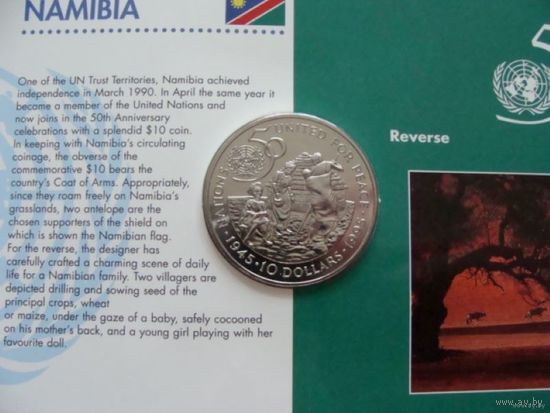 NAMIBIA
One of the UN Trust Territories, Namibia achieved
independence in March 1990. In April the same year it
became a member of the United Nations and
now joins in the 50th Anniversary
celebrations with a splendid $10 coin.
In keeping with Namibia's circulating
coinage, the obverse of the
commemorative $10 bears the
country's Coat of Arms. Appropriately,
since they roam freely on Namibia's
grasslands, two antelope are the
chosen supporters of the shield on
which is shown the Namibian flag.
For the reverse, the designer has
carefully crafted a charming scene of daily
life for a Namibian family. Two villagers are
depicted drilling and sowing seed of the
principal crops, wheat
or maize, under the gaze of a baby, safely cocooned
on his mother's back, and a young girl playing with her
favourite doll.
NATIONS 50 UNITED FOR PEACE
1945 · 10 DOLLARS · 1995
5
Reverse
www.ay.by